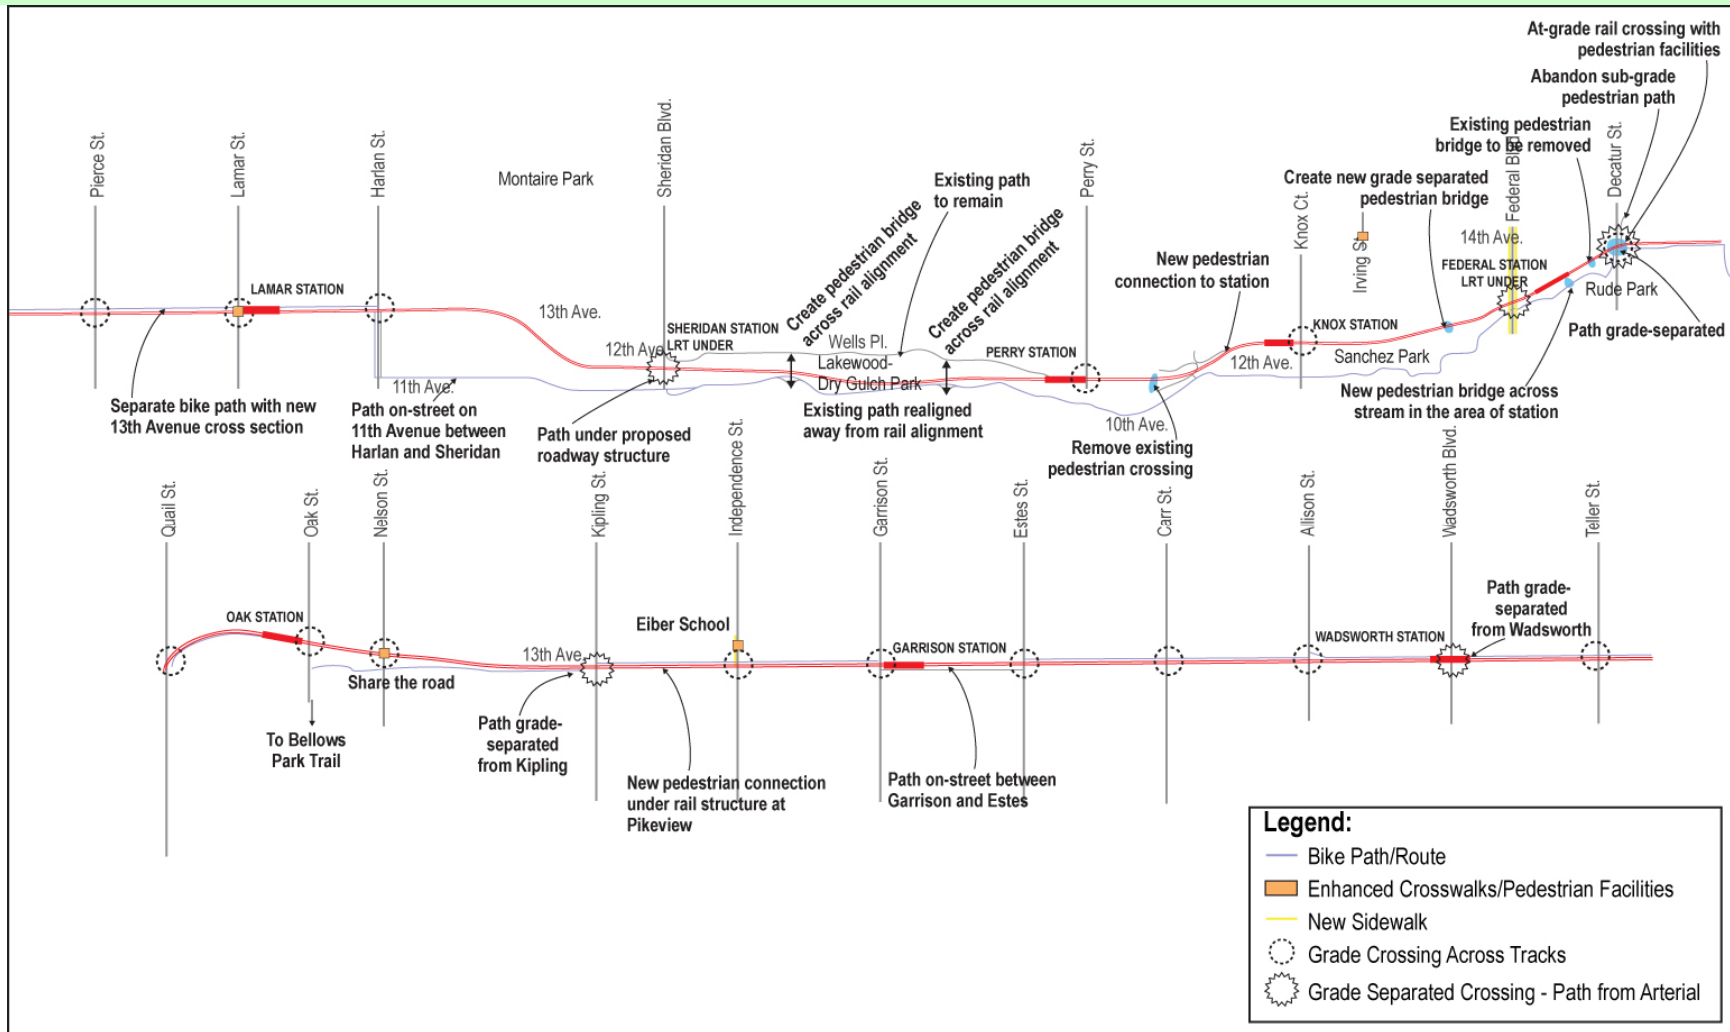 At-grade rail crossing with
pedestrian facilities
Abandon sub-grade
pedestrian path
Existing pedestrian
bridge to be removed
Create new grade separated
pedestrian bridge
Pierce St.
Lamar St.
Harlan St.
Montaire Park
Sheridan Blvd.
Existing path
to remain
Create pedestrian bridge
across rail alignment
Create pedestrian bridge
across rail alignment
Perry St.
New pedestrian
connection to station
Knox Ct.
Irving St.
Federal Blvd.
Decatur St.
14th Ave.
FEDERAL STATION
LRT UNDER
Rude Park
Path grade-separated
LAMAR STATION
13th Ave.
SHERIDAN STATION
LRT UNDER
12th Ave.
Wells Pl.
Lakewood-
Dry Gulch Park
PERRY STATION
KNOX STATION
12th Ave.
Sanchez Park
11th Ave.
10th Ave.
Separate bike path with new
13th Avenue cross section
Path on-street on
11th Avenue between
Harlan and Sheridan
Path under proposed
roadway structure
Existing path realigned
away from rail alignment
Remove existing
pedestrian crossing
New pedestrian bridge across
stream in the area of station
Quail St.
Oak St.
Nelson St.
Kipling St.
Independence St.
Garrison St.
Estes St.
Carr St.
Allison St.
Wadsworth Blvd.
Teller St.
OAK STATION
Eiber School
13th Ave.
GARRISON STATION
WADSWORTH STATION
Path grade-
separated
from Wadsworth
Share the road
To Bellows
Park Trail
Path grade-
separated
from Kipling
New pedestrian connection
under rail structure at
Pikeview
Path on-street between
Garrison and Estes
Legend:
Bike Path/Route
Enhanced Crosswalks/Pedestrian Facilities
New Sidewalk
Grade Crossing Across Tracks
Grade Separated Crossing - Path from Arterial